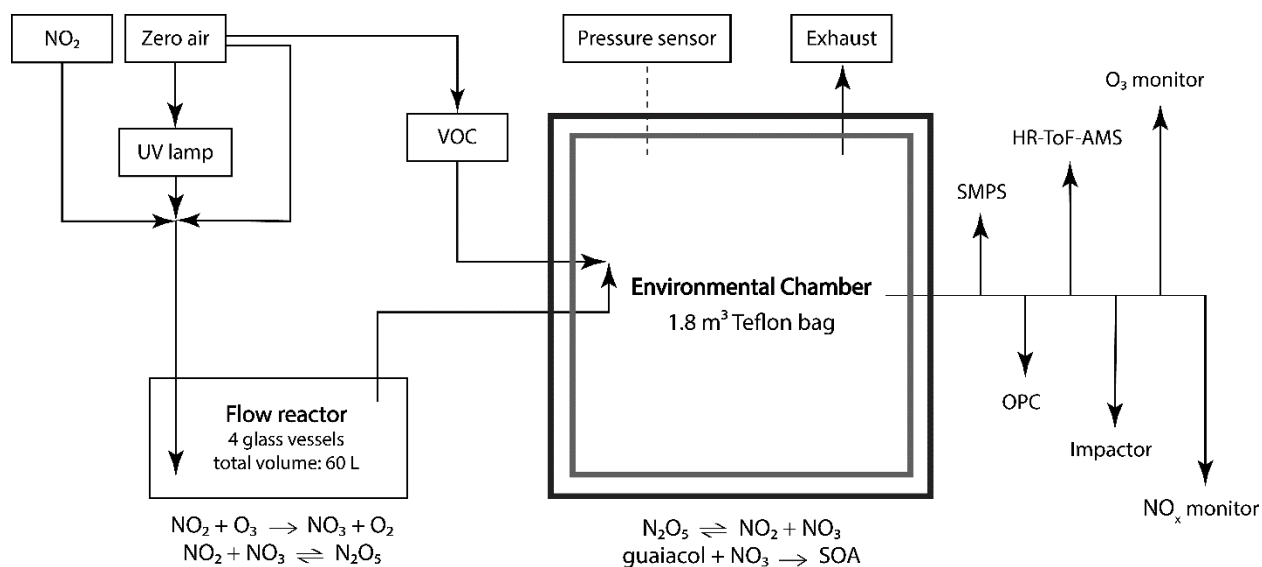 NO₂
Zero air
Pressure sensor
Exhaust
O₃ monitor
UV lamp
VOC
HR-ToF-AMS
SMPS
Environmental Chamber
1.8 m³ Teflon bag
Flow reactor
4 glass vessels
total volume: 60 L
OPC
Impactor
NOₓ monitor
NO₂ + O₃ → NO₃ + O₂
NO₂ + NO₃ ⇌ N₂O₅
N₂O₅ ⇌ NO₂ + NO₃
guaiacol + NO₃ → SOA